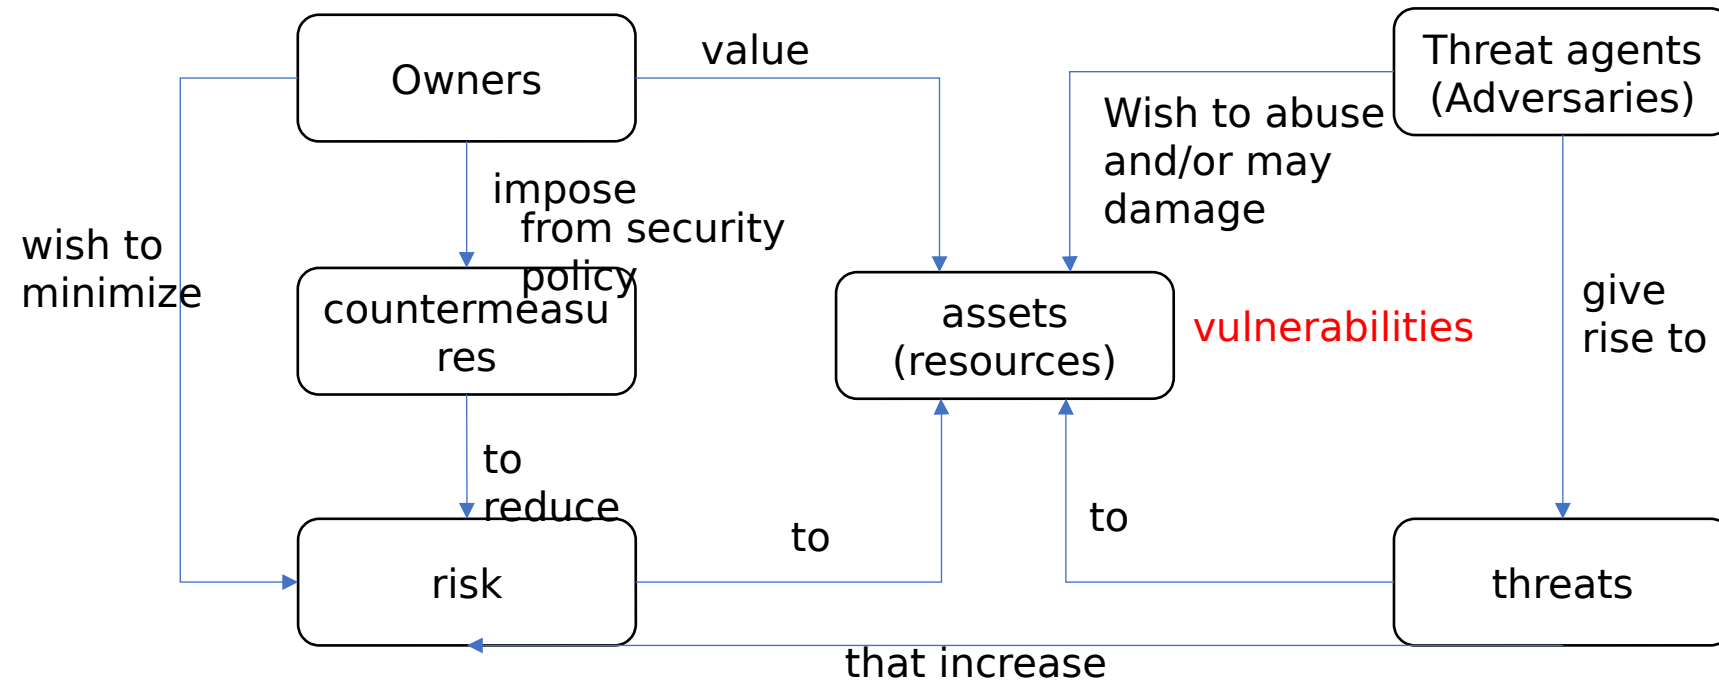 Owners
value
Threat agents
(Adversaries)
Wish to abuse
and/or may
damage
impose
from security
policy
wish to
minimize
countermeasu
res
assets
(resources)
vulnerabilities
give
rise to
to
reduce
to
to
risk
threats
that increase